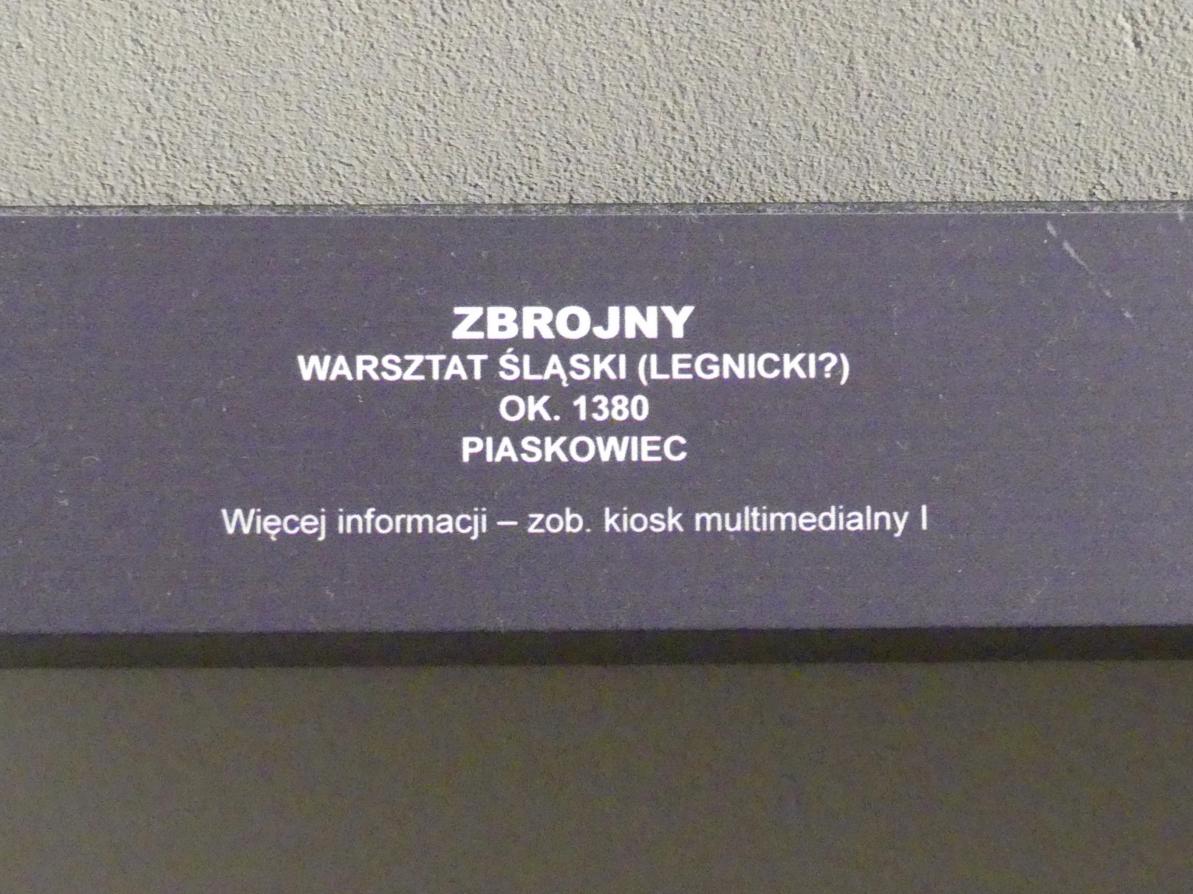 ZBROJNY
WARSZTAT ŚLĄSKI (LEGNICKI?)
OK. 1380
PIASKOWIEC
Więcej informacji – zob. kiosk multimedialny I